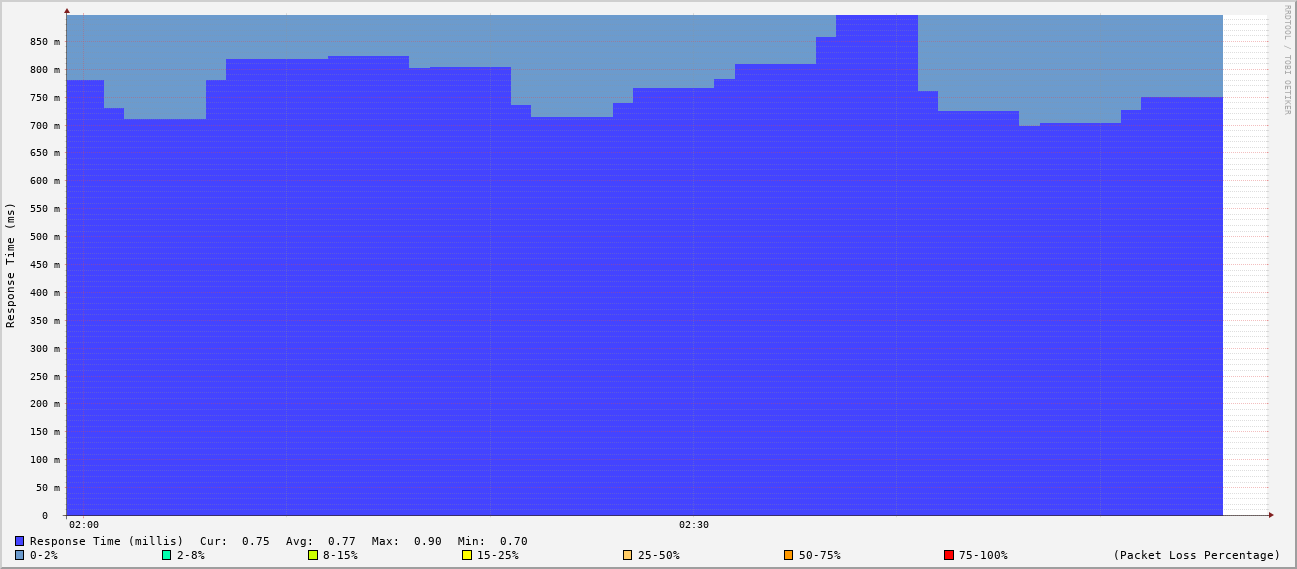 RRDTOOL / TOBI OETIKER
Response Time (ms)
850 m
800 m
750 m
700 m
650 m
600 m
550 m
500 m
450 m
400 m
350 m
300 m
250 m
200 m
150 m
100 m
50 m
0
02:00 02:30
Response Time (millis) Cur: 0.75 Avg: 0.77 Max: 0.90 Min: 0.70
0-2% 2-8% 8-15% 15-25% 25-50% 50-75% 75-100% (Packet Loss Percentage)